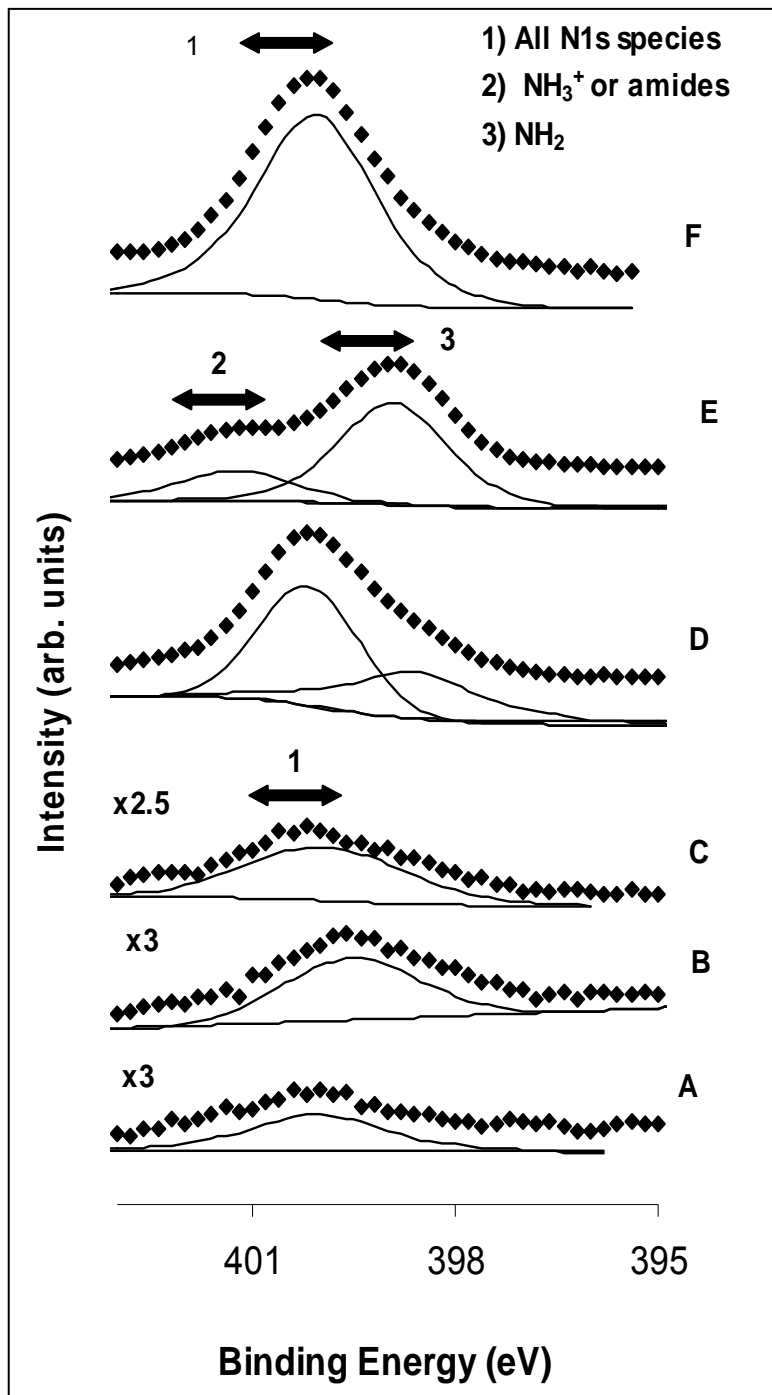 1
1) All N1s species
2) NH₃⁺ or amides
3) NH₂
F
3
2
E
D
1
x2.5
C
x3
B
x3
A
Intensity (arb. units)
401 398 395
Binding Energy (eV)